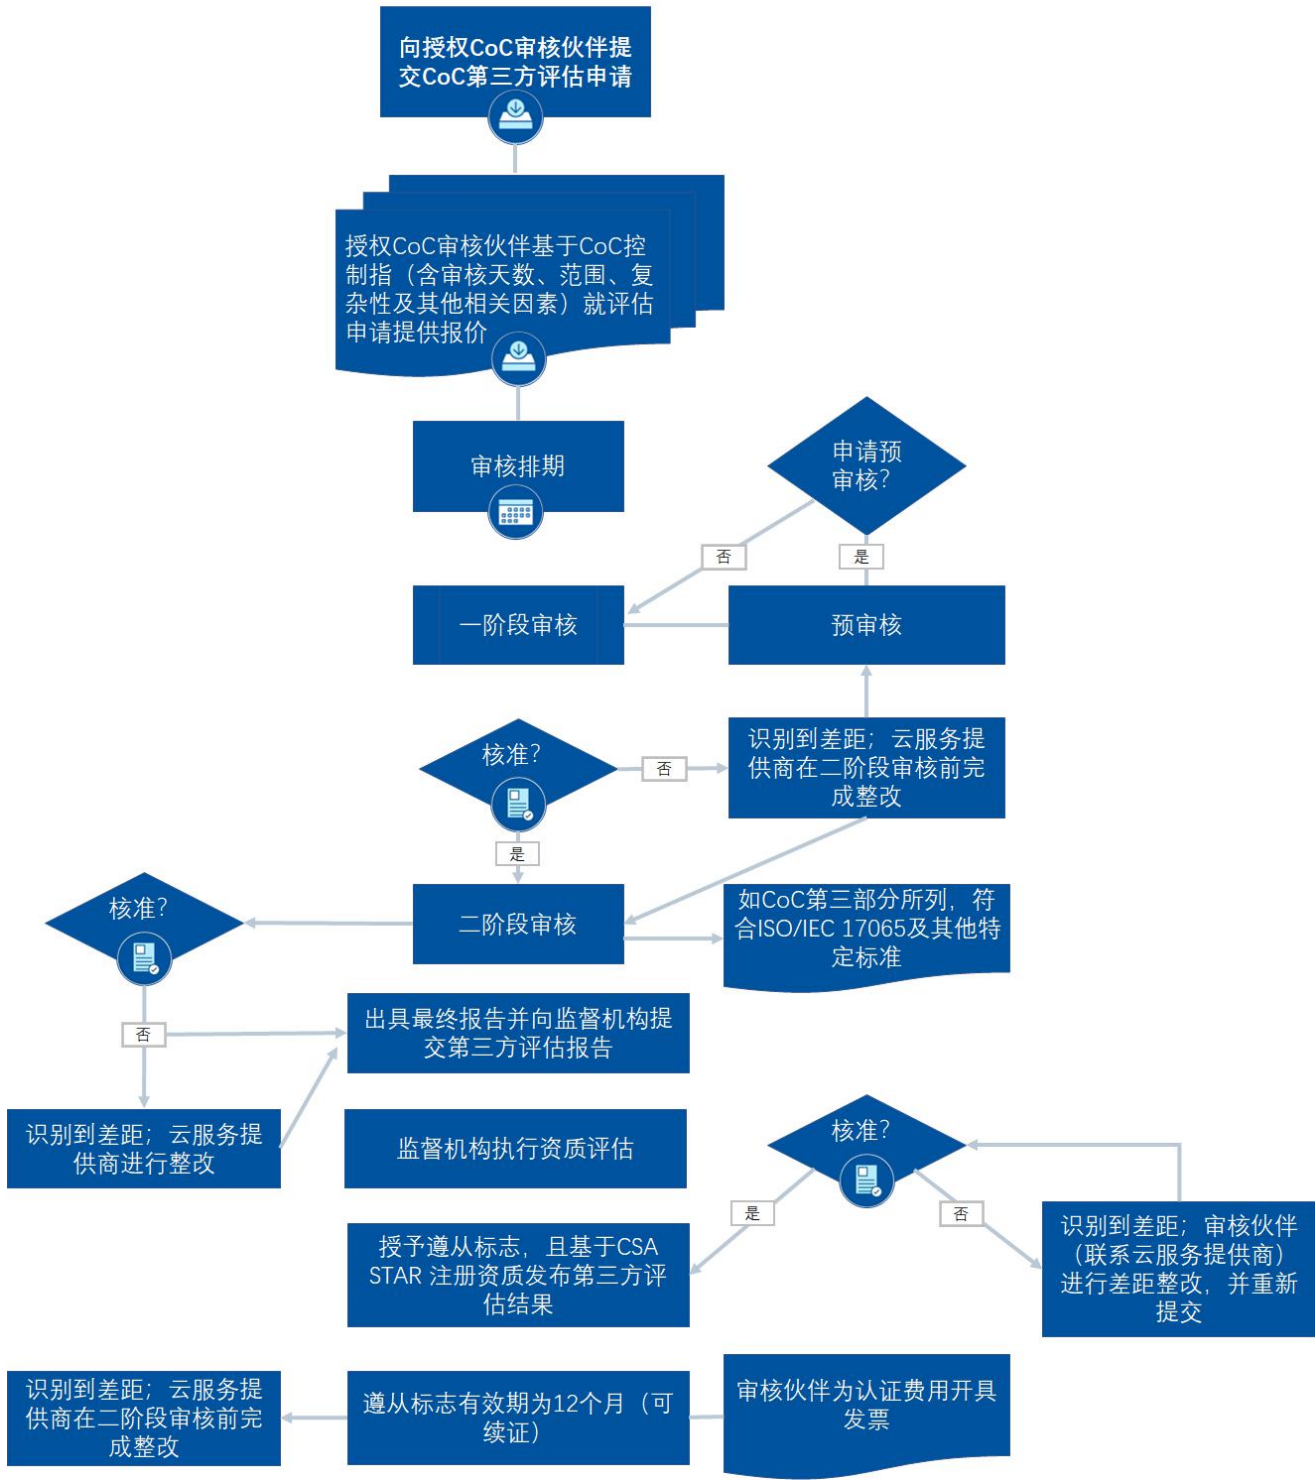 向授权CoC审核伙伴提
交CoC第三方评估申请
授权CoC审核伙伴基于CoC控
制指（含审核天数、范围、复
杂性及其他相关因素）就评估
申请提供报价
审核排期
申请预
审核？
否
是
一阶段审核
预审核
核准？
否
识别到差距；云服务提
供商在二阶段审核前完
成整改
是
核准？
二阶段审核
如CoC第三部分所列，符
合ISO/IEC 17065及其他特
定标准
否
出具最终报告并向监督机构提
交第三方评估报告
识别到差距；云服务提
供商进行整改
监督机构执行资质评估
核准？
是
否
授予遵从标志，且基于CSA
STAR 注册资质发布第三方评
估结果
识别到差距；审核伙伴
（联系云服务提供商）
进行差距整改，并重新
提交
识别到差距；云服务提
供商在二阶段审核前完
成整改
遵从标志有效期为12个月（可
续证）
审核伙伴为认证费用开具
发票